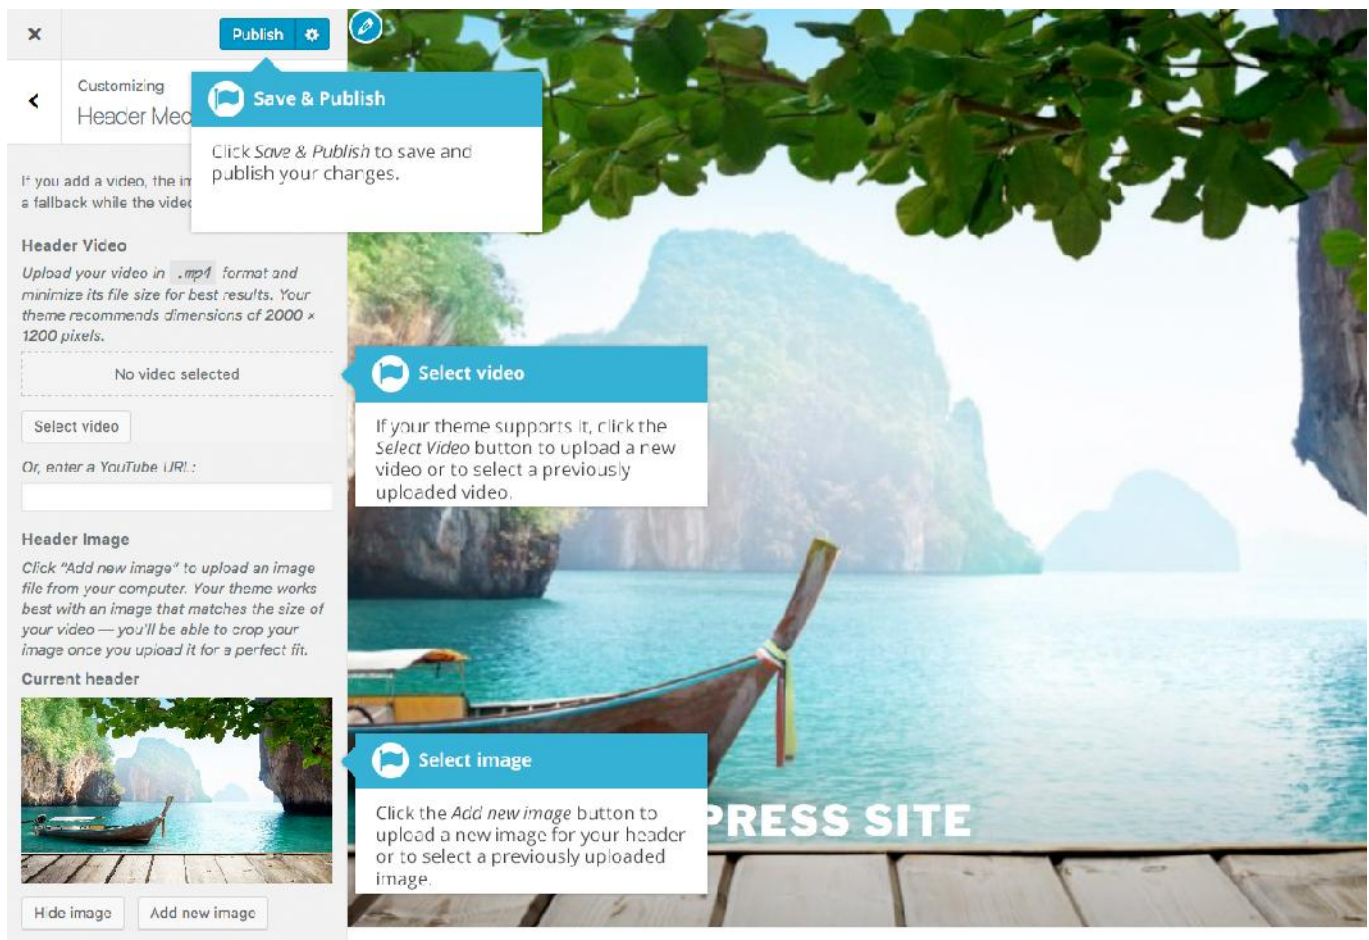 Publish
Customizing
Header Med
Save & Publish
Click Save & Publish to save and
publish your changes.
If you add a video, the im
a fallback while the video
Header Video
Upload your video in .mp4 format and
minimize its file size for best results. Your
theme recommends dimensions of 2000 ×
1200 pixels.
No video selected
Select video
Or, enter a YouTube URL:
Select video
If your theme supports it, click the
Select Video button to upload a new
video or to select a previously
uploaded video.
Header Image
Click “Add new image” to upload an image
file from your computer. Your theme works
best with an image that matches the size of
your video — you’ll be able to crop your
image once you upload it for a perfect fit.
Current header
Select image
Click the Add new image button to
upload a new image for your header
or to select a previously uploaded
image.
PRESS SITE
Hide image
Add new image